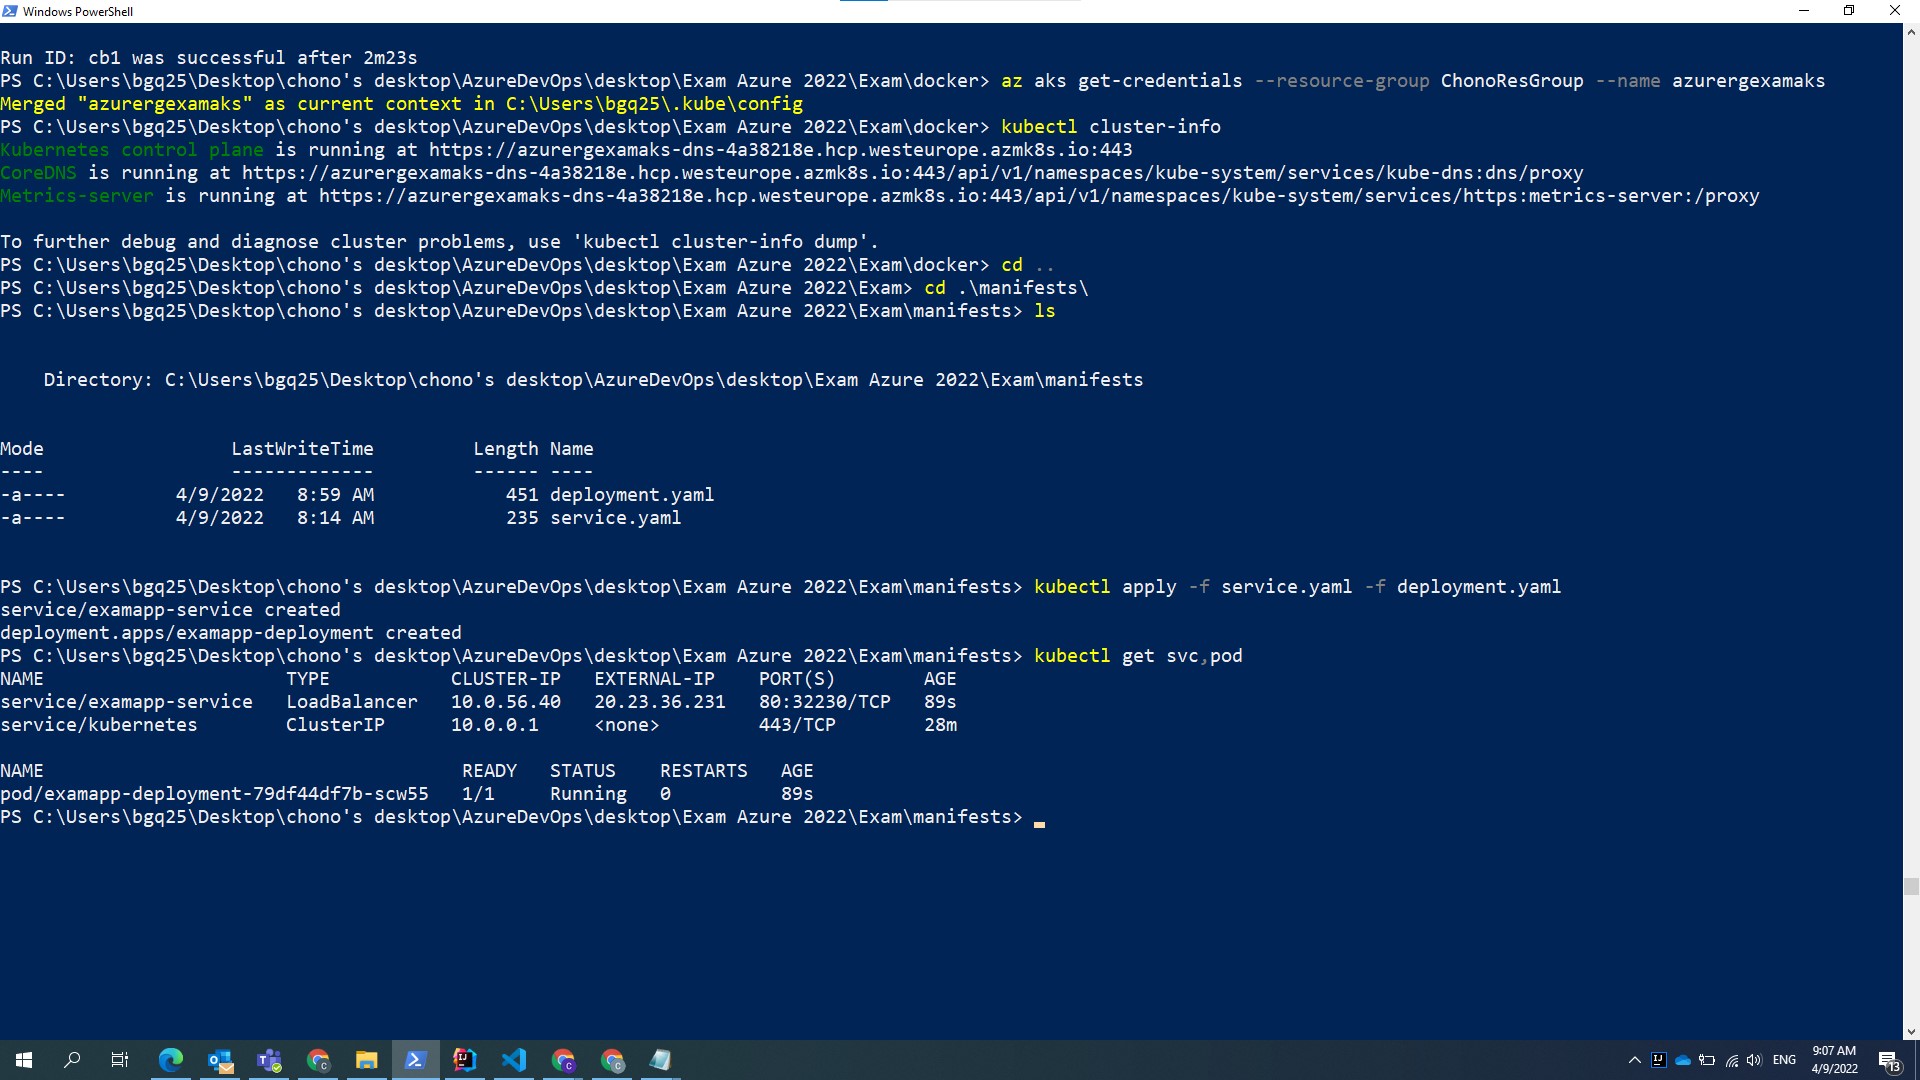 Windows PowerShell
Run ID: cb1 was successful after 2m23s
PS C:\Users\bgq25\Desktop\chono's desktop\AzureDevOps\desktop\Exam Azure 2022\Exam\docker> az aks get-credentials --resource-group ChonoResGroup --name azurergexamaks
Merged "azurergexamaks" as current context in C:\Users\bgq25\.kube\config
PS C:\Users\bgq25\Desktop\chono's desktop\AzureDevOps\desktop\Exam Azure 2022\Exam\docker> kubectl cluster-info
Kubernetes control plane is running at https://azurergexamaks-dns-4a38218e.hcp.westeurope.azmk8s.io:443
CoreDNS is running at https://azurergexamaks-dns-4a38218e.hcp.westeurope.azmk8s.io:443/api/v1/namespaces/kube-system/services/kube-dns:dns/proxy
Metrics-server is running at https://azurergexamaks-dns-4a38218e.hcp.westeurope.azmk8s.io:443/api/v1/namespaces/kube-system/services/https:metrics-server:/proxy
To further debug and diagnose cluster problems, use 'kubectl cluster-info dump'.
PS C:\Users\bgq25\Desktop\chono's desktop\AzureDevOps\desktop\Exam Azure 2022\Exam\docker> cd ..
PS C:\Users\bgq25\Desktop\chono's desktop\AzureDevOps\desktop\Exam Azure 2022\Exam> cd .\manifests\
PS C:\Users\bgq25\Desktop\chono's desktop\AzureDevOps\desktop\Exam Azure 2022\Exam\manifests> ls
Directory: C:\Users\bgq25\Desktop\chono's desktop\AzureDevOps\desktop\Exam Azure 2022\Exam\manifests
Mode LastWriteTime Length Name
---- ------------- ------ ----
-a---- 4/9/2022 8:59 AM 451 deployment.yaml
-a---- 4/9/2022 8:14 AM 235 service.yaml
PS C:\Users\bgq25\Desktop\chono's desktop\AzureDevOps\desktop\Exam Azure 2022\Exam\manifests> kubectl apply -f service.yaml -f deployment.yaml
service/examapp-service created
deployment.apps/examapp-deployment created
PS C:\Users\bgq25\Desktop\chono's desktop\AzureDevOps\desktop\Exam Azure 2022\Exam\manifests> kubectl get svc,pod
NAME TYPE CLUSTER-IP EXTERNAL-IP PORT(S) AGE
service/examapp-service LoadBalancer 10.0.56.40 20.23.36.231 80:32230/TCP 89s
service/kubernetes ClusterIP 10.0.0.1 <none> 443/TCP 28m
NAME READY STATUS RESTARTS AGE
pod/examapp-deployment-79df44df7b-scw55 1/1 Running 0 89s
PS C:\Users\bgq25\Desktop\chono's desktop\AzureDevOps\desktop\Exam Azure 2022\Exam\manifests>
ENG
9:07 AM
4/9/2022
13